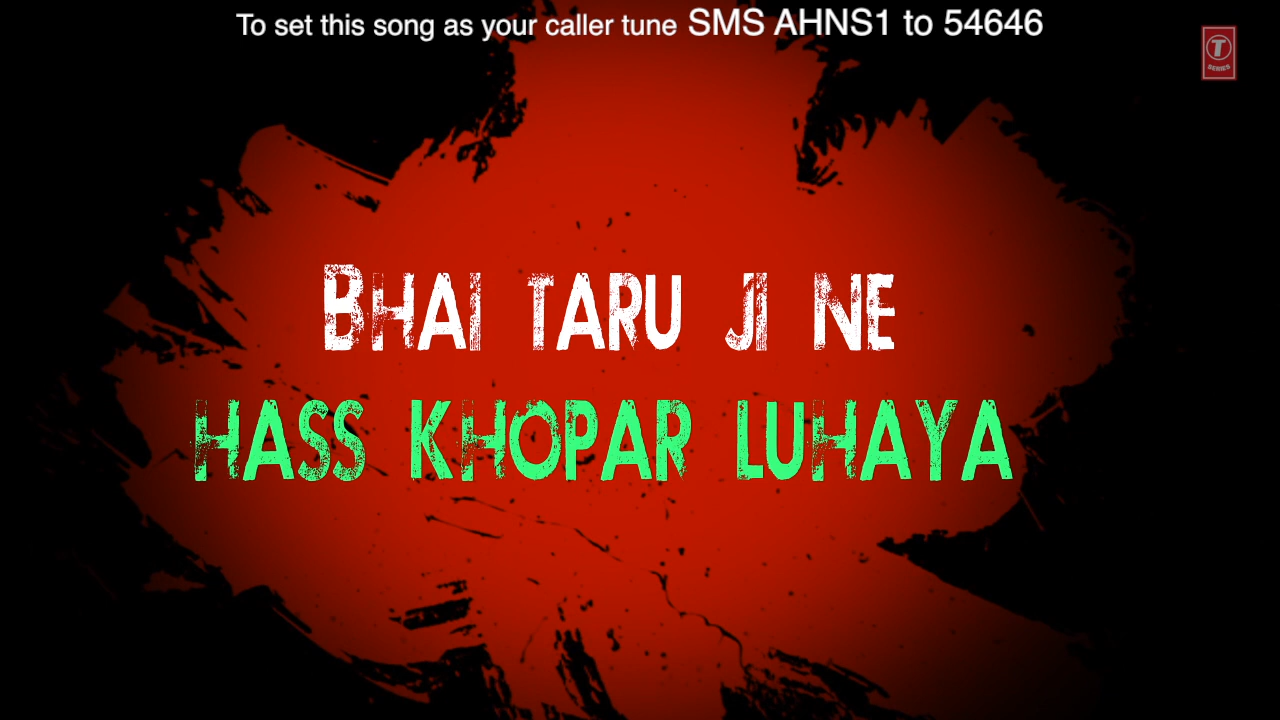 To set this song as your caller tune SMS AHNS1 to 54646
T
SERIES
BHAI TARU JI NE
HASS KHOPAR LUHAYA